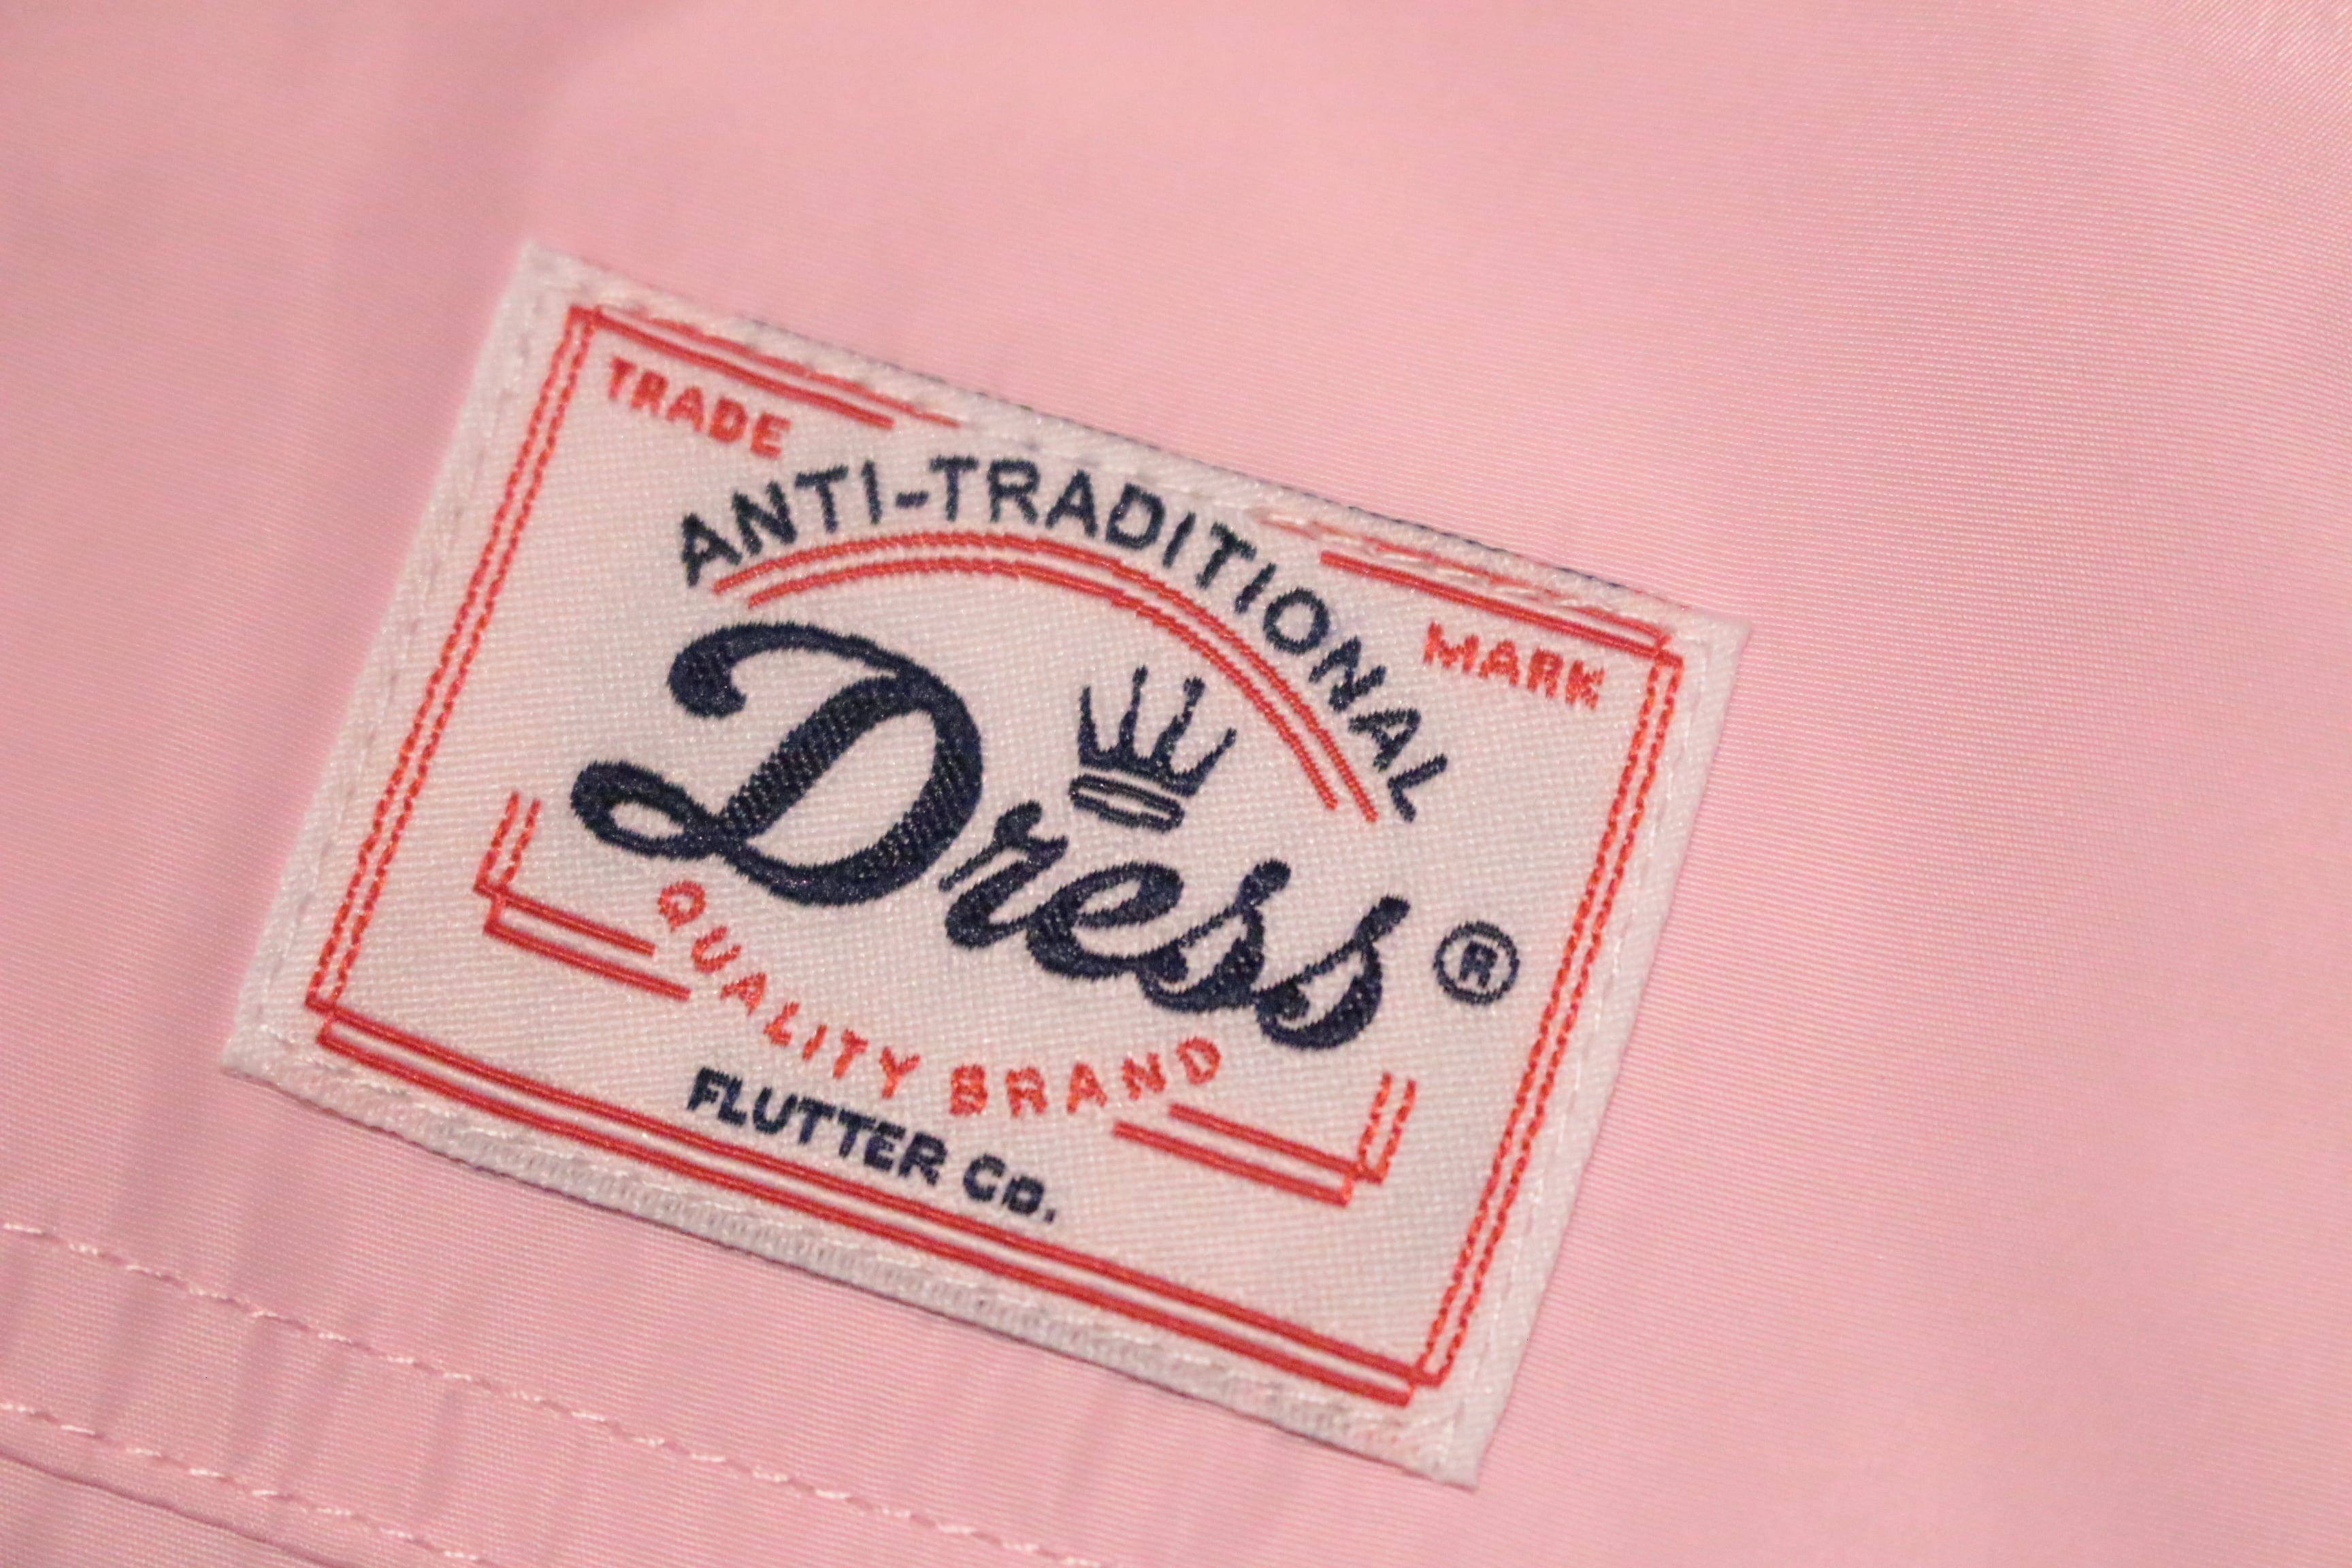 TRADE MARK
ANTI-TRADITIONAL
Dress ®
QUALITY BRAND
FLUTTER CO.